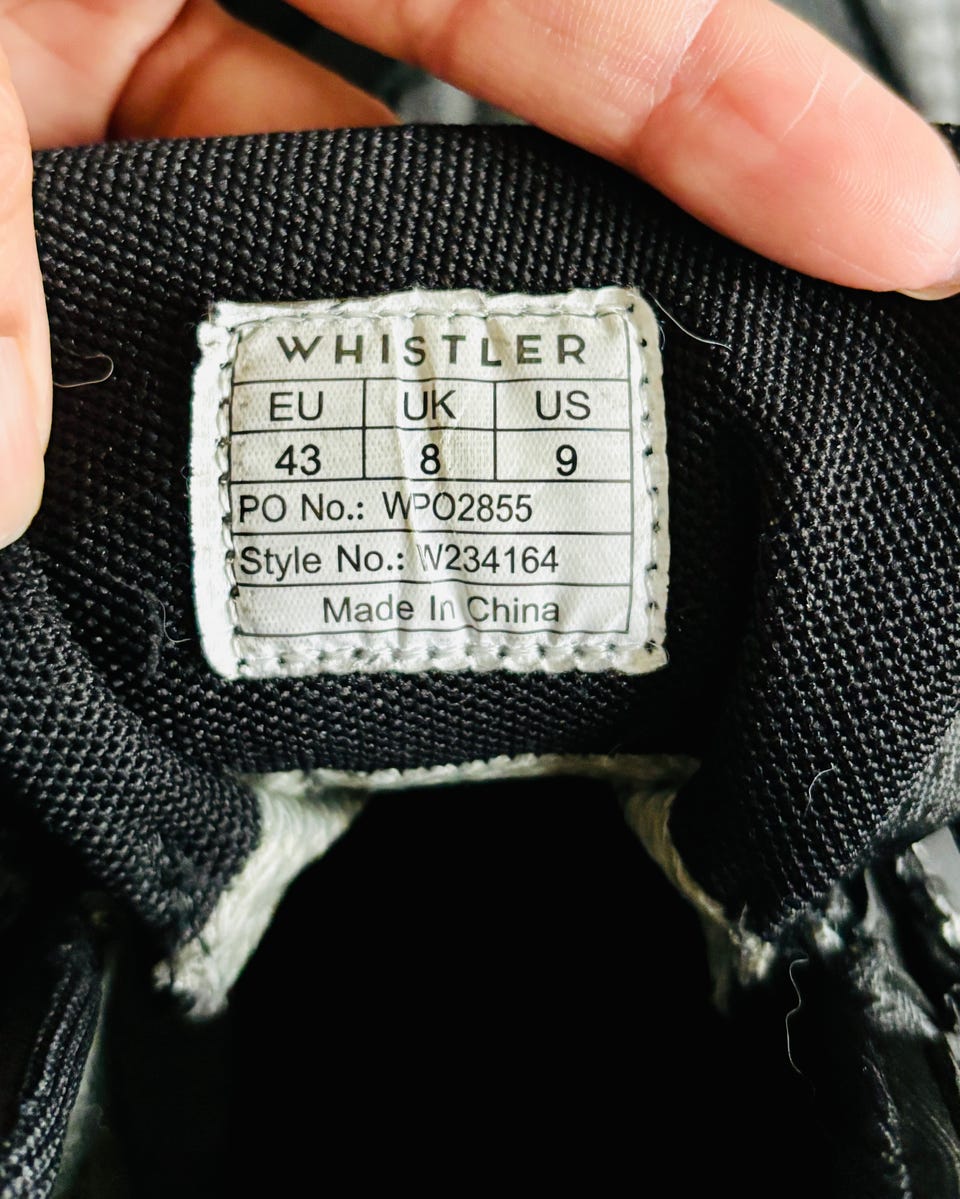 WHISTLER
EU UK US
43 8 9
PO No.: WPO2855
Style No.: W234164
Made In China